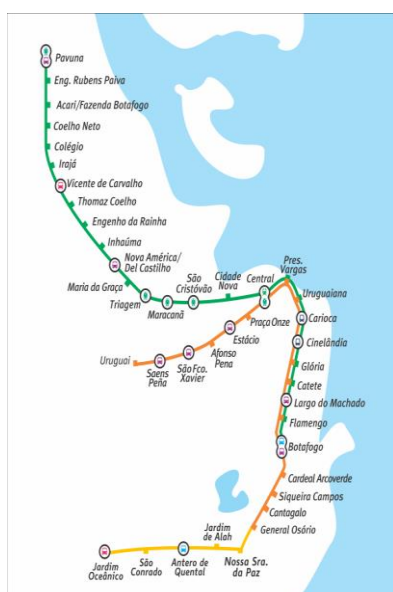 Pavuna
Eng. Rubens Paiva
Acari/Fazenda Botafogo
Coelho Neto
Colégio
Irajá
Vicente de Carvalho
Thomaz Coelho
Engenho da Rainha
Inhaúma
Nova América/
Del Castilho
Maria da Graça
Triagem
Maracanã
São
Cristóvão
Cidade
Nova
Central
Pres.
Vargas
Uruguaiana
Carioca
Praça Onze
Estácio
Afonso
Pena
São Fco.
Xavier
Saens
Peña
Uruguai
Cinelândia
Glória
Catete
Largo do Machado
Flamengo
Botafogo
Cardeal Arcoverde
Siqueira Campos
Cantagalo
General Osório
Nossa Sra.
da Paz
Jardim
de Alah
Antero de
Quental
São
Conrado
Jardim
Oceânico